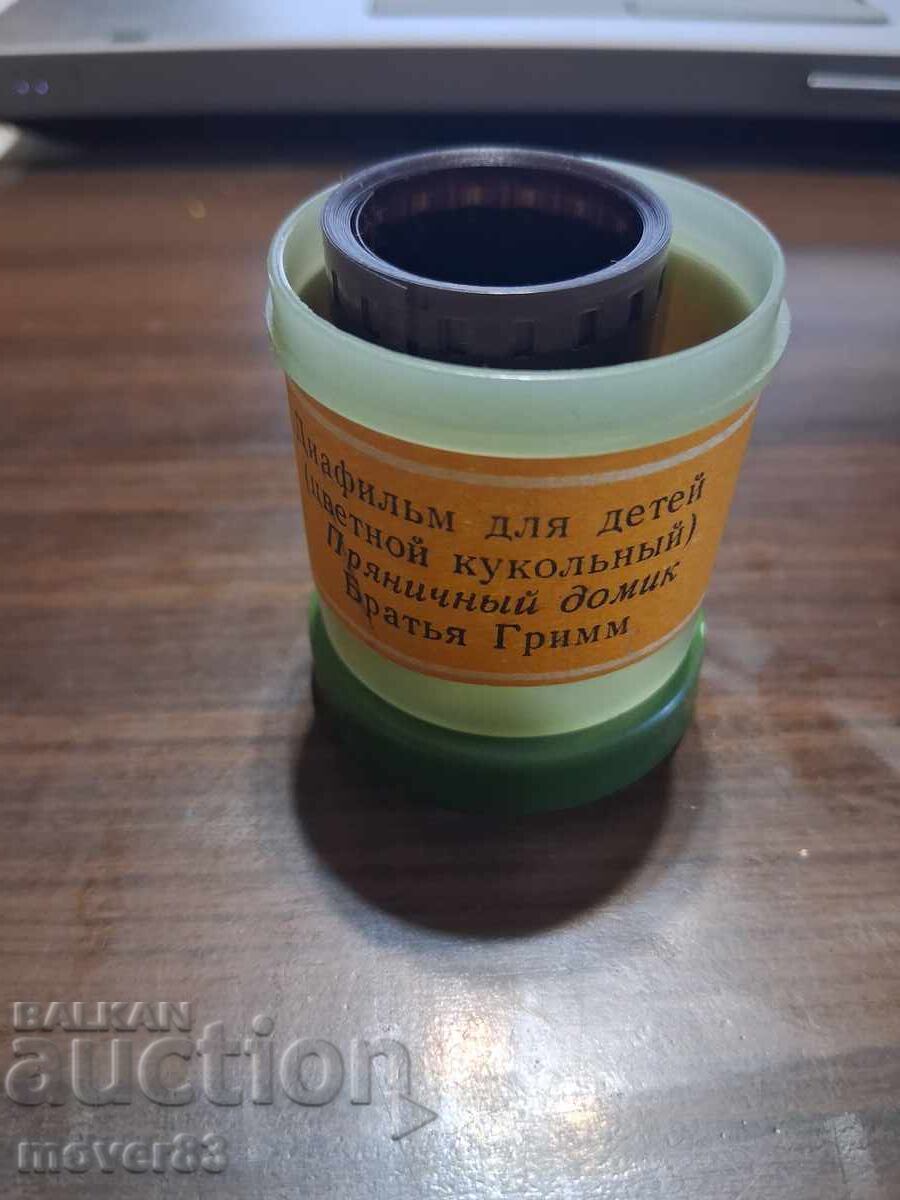 Диафильм для детей
(цветной кукольный)
Пряничный домик
Братья Гримм
BALKAN
auction
mover83